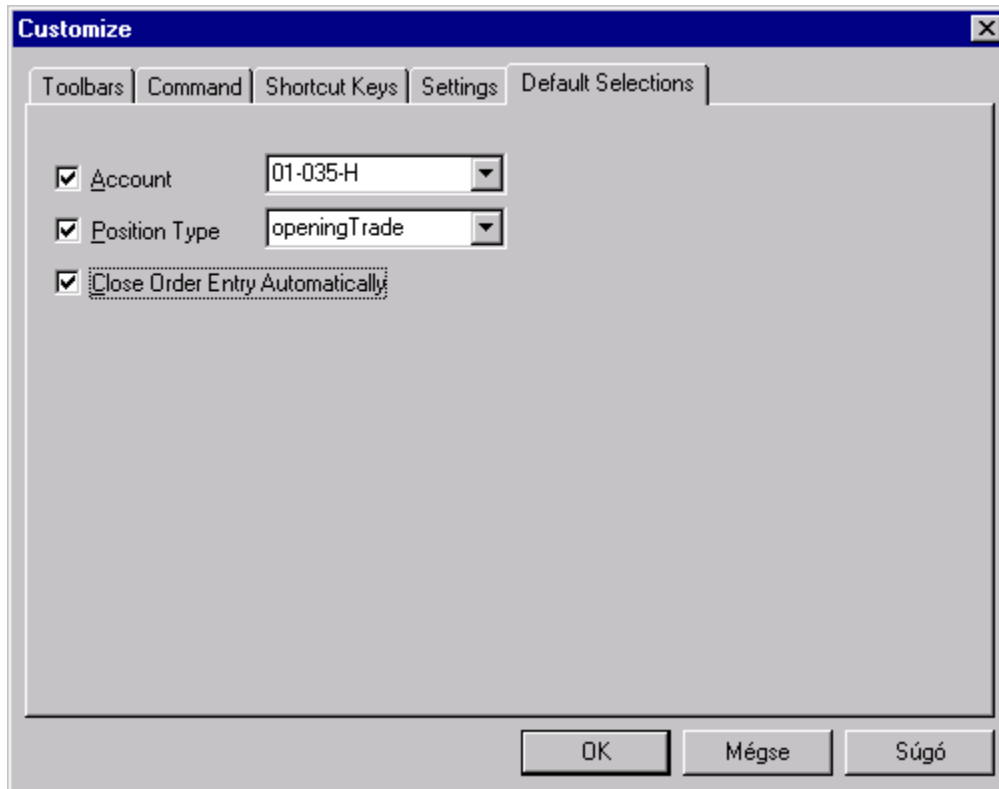 Customize
Toolbars Command Shortcut Keys Settings Default Selections
Account 01-035-H
Position Type openingTrade
Close Order Entry Automatically
OK Mégse Súgó